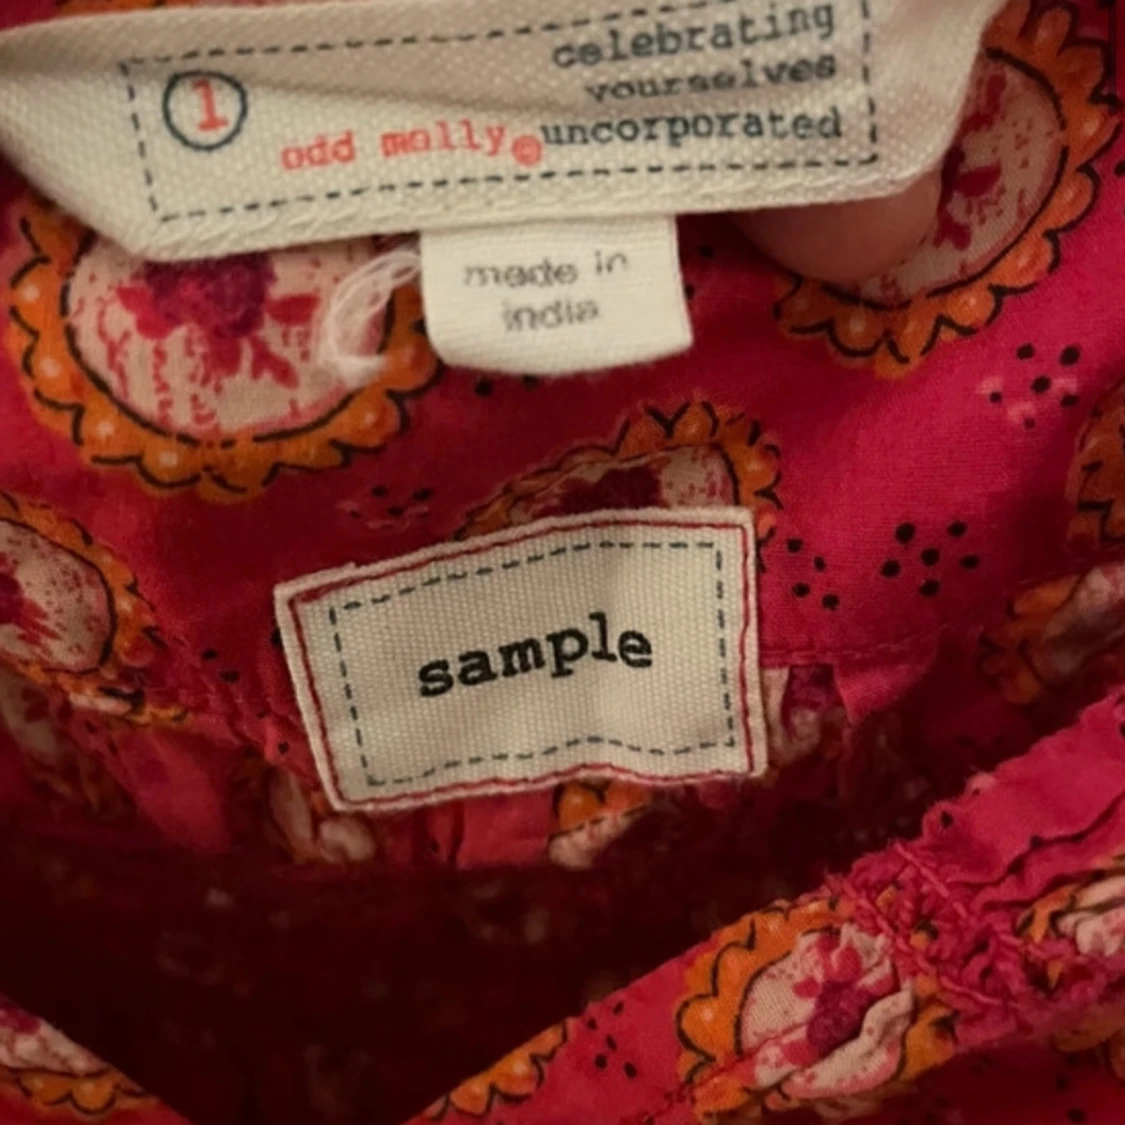 celebrating
yourselves
1
odd molly® uncorporated
made in
india
sample